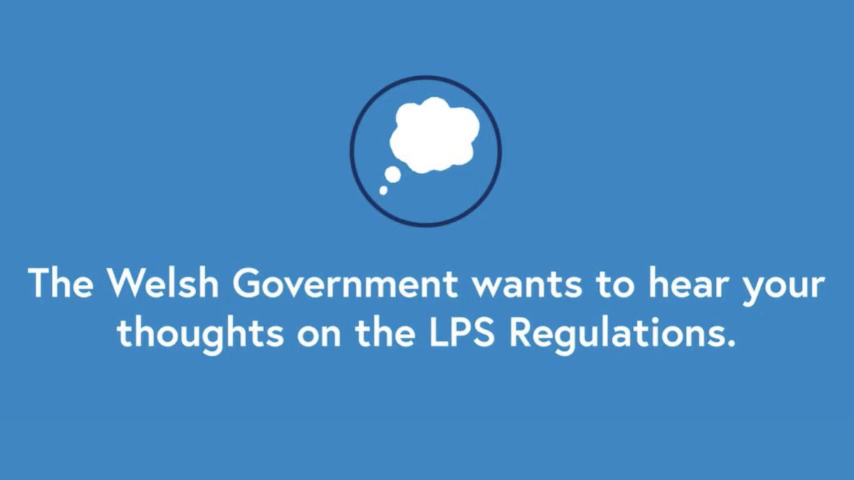 The Welsh Government wants to hear your
thoughts on the LPS Regulations.